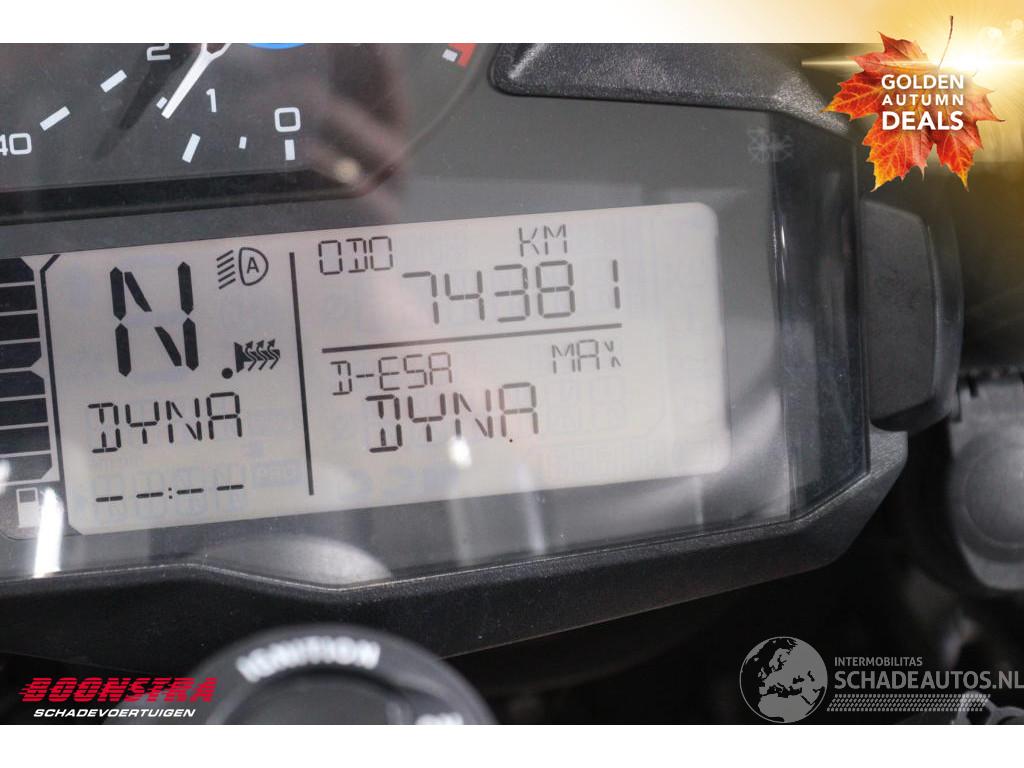 GOLDEN
AUTUMN
DEALS
2
1
0
40
N
A
ODO KM
74381
D-ESA MAX
DYNA
DYNA
--:--
IGNITION
ON
BOONSTRA
SCHADEVOERTUIGEN
INTERMOBILITAS
SCHADEAUTOS.NL